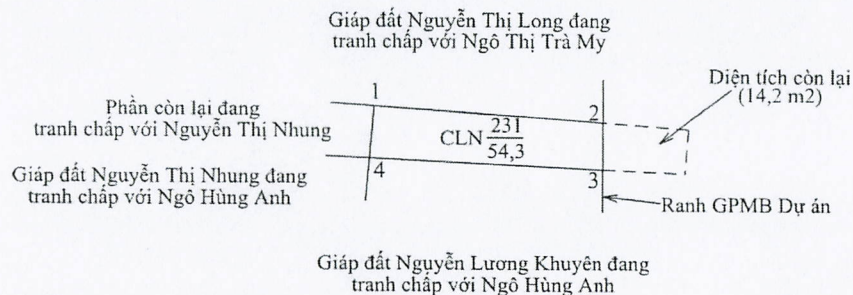 Giáp đất Nguyễn Thị Long đang
tranh chấp với Ngô Thị Trà My
Diện tích còn lại
(14,2 m2)
1
2
Phần còn lại đang
tranh chấp với Nguyễn Thị Nhung
CLN 231
54,3
4
3
Giáp đất Nguyễn Thị Nhung đang
tranh chấp với Ngô Hùng Anh
Ranh GPMB Dự án
Giáp đất Nguyễn Lương Khuyên đang
tranh chấp với Ngô Hùng Anh